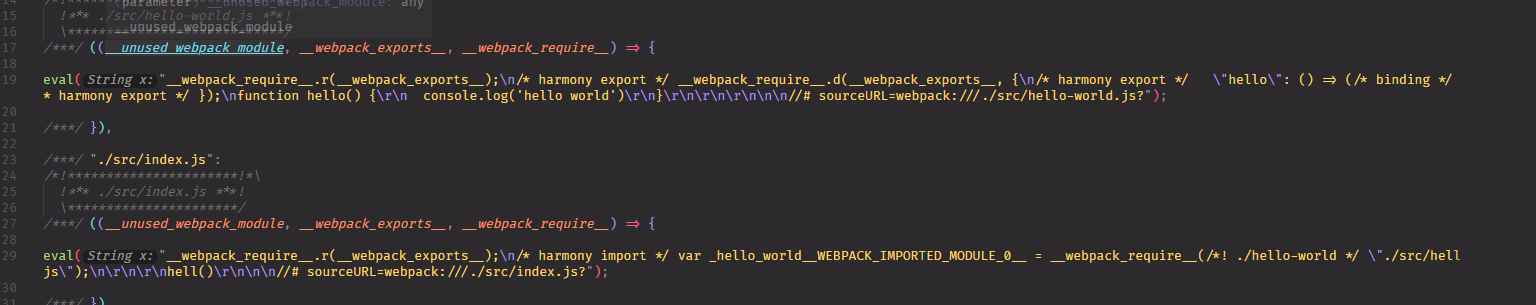 14 /*!*********************
parameter) __unused_webpack_module: any
15 !*** ./src/hello-world.js ***!
__unused_webpack_module
16 \****************************/
17 /***/ ((__unused_webpack_module, __webpack_exports__, __webpack_require__) => {
18
19 eval( String x: "__webpack_require__.r(__webpack_exports__);\n/* harmony export */ __webpack_require__.d(__webpack_exports__, {\n/* harmony export */   \"hello\": () => (/* binding */
* harmony export */ });\nfunction hello() {\r\n  console.log('hello world')\r\n}\r\n\r\n\r\n\n\n//# sourceURL=webpack:///./src/hello-world.js?");
20
21 /***/ }),
22
23 /***/ "./src/index.js":
24 /*!**********************!*\
25 !*** ./src/index.js ***!
26 \**********************/
27 /***/ ((__unused_webpack_module, __webpack_exports__, __webpack_require__) => {
28
29 eval( String x: "__webpack_require__.r(__webpack_exports__);\n/* harmony import */ var _hello_world__WEBPACK_IMPORTED_MODULE_0__ = __webpack_require__(/*! ./hello-world */ \"./src/hell
js\");\n\r\n\r\nhell()\r\n\n\n//# sourceURL=webpack:///./src/index.js?");
30
31 /***/ })